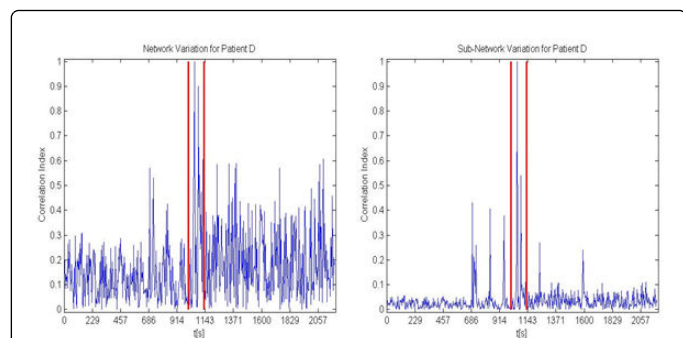 Network Variation for Patient D
1
0.9
0.8
0.7
0.6
0.5
0.4
0.3
0.2
0.1
0
Correlation Index
0 229 457 686 914 1143 1371 1600 1829 2057
t[s]
Sub-Network Variation for Patient D
1
0.9
0.8
0.7
0.6
0.5
0.4
0.3
0.2
0.1
0
Correlation Index
0 229 457 686 914 1143 1371 1600 1829 2057
t[s]